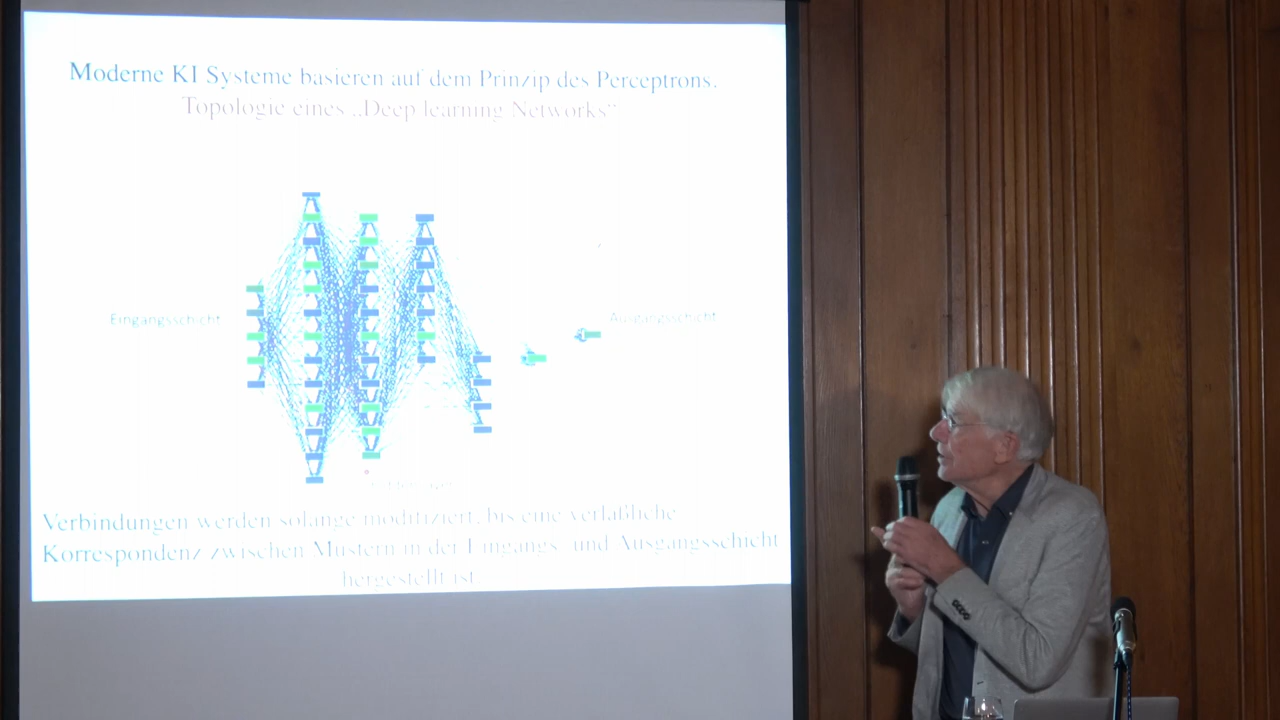 Moderne KI Systeme basieren auf dem Prinzip des Perceptrons.
Topologie eines „Deep learning Networks“
Eingangsschicht
Ausgangsschicht
Verbindungen werden solange modifiziert, bis eine verläßliche
Korrespondenz zwischen Mustern in der Eingangs- und Ausgangsschicht
hergestellt ist.